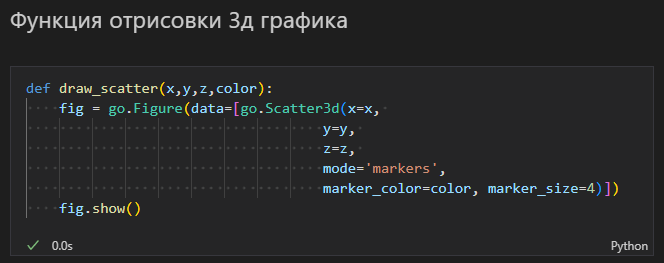 Функция отрисовки 3д графика
def draw_scatter(x,y,z,color):
    fig = go.Figure(data=[go.Scatter3d(x=x,
                                    y=y,
                                    z=z,
                                    mode='markers',
                                    marker_color=color, marker_size=4)])
    fig.show()
0.0s
Python